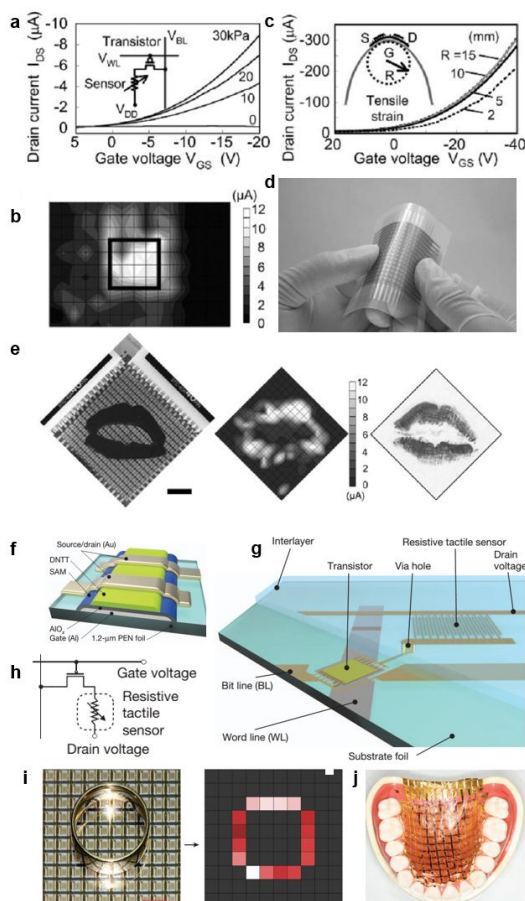 a
Drain current I_DS (µA)
-10
-8
-6
-4
-2
0
5
0
-5
-10
-15
-20
Gate voltage V_GS (V)
Transistor
V_BL
V_WL
Sensor
V_DD
30kPa
20
10
0
c
Drain current I_DS (µA)
-300
-200
-100
0
20
0
-20
-40
Gate voltage V_GS (V)
S
D
G
R
Tensile
strain
(mm)
R =15
10
5
2
b
(µA)
12
10
8
6
4
2
0
d
e
12
10
8
6
4
2
0
(µA)
f
Source/drain (Au)
DNTT
SAM
AlOx
Gate (Al)
1.2-µm PEN foil
g
Interlayer
Transistor
Via hole
Resistive
tactile sensor
Drain
voltage
Bit line (BL)
Word line (WL)
Substrate foil
h
Gate voltage
Resistive
tactile
sensor
Drain voltage
i
j